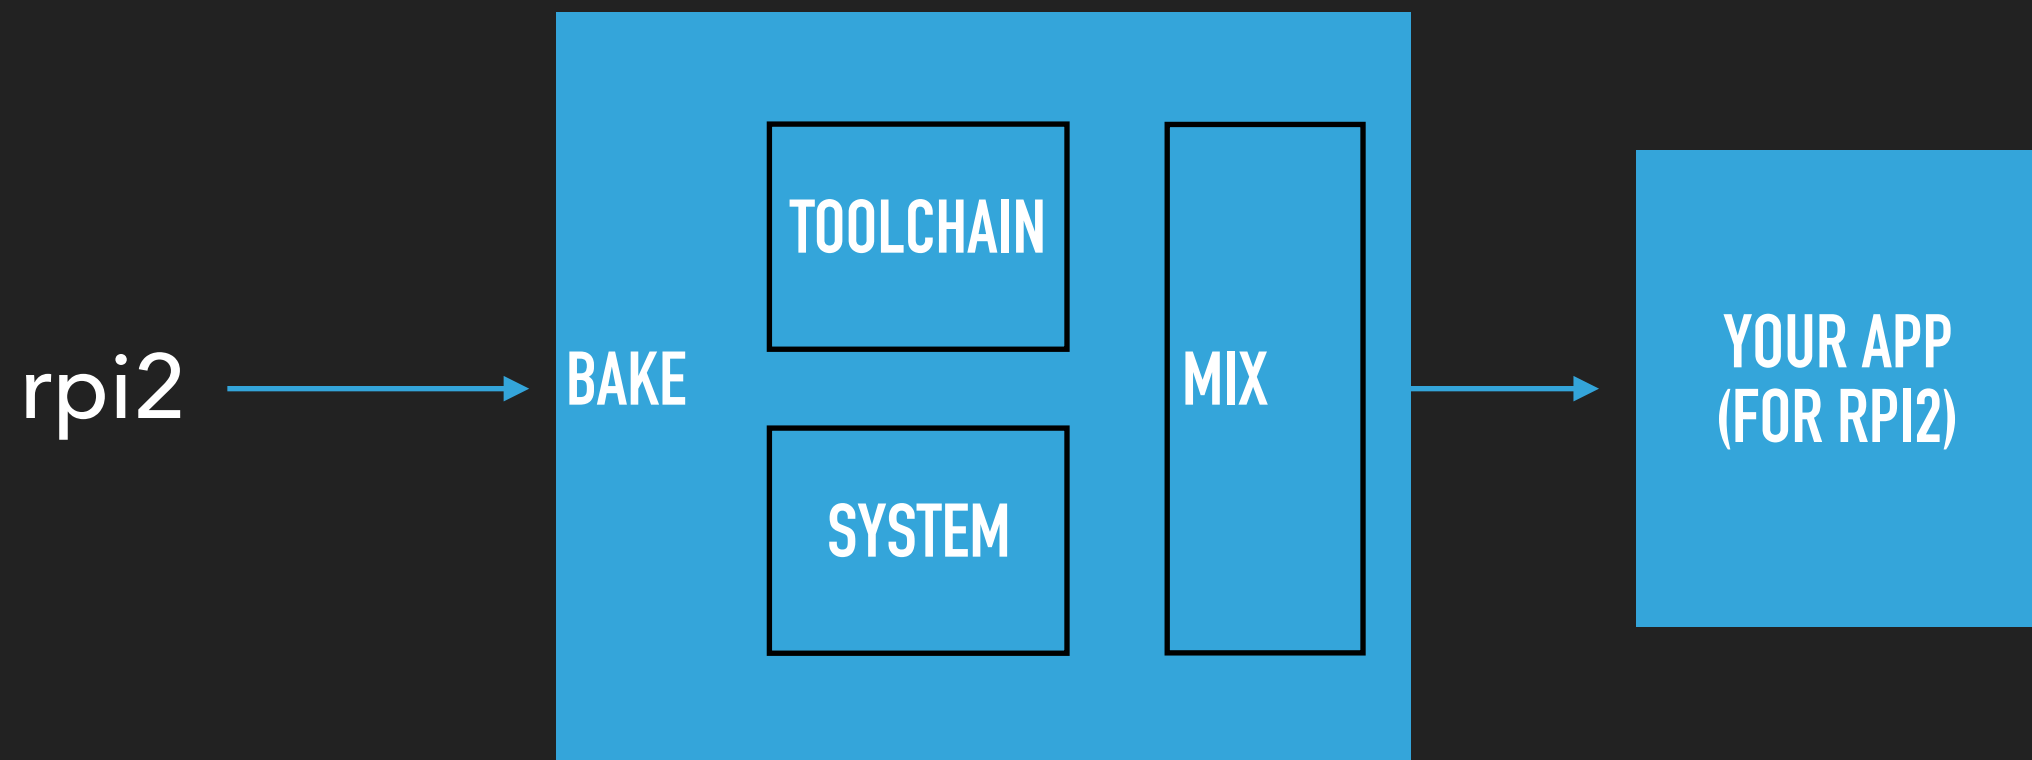 rpi2
BAKE
TOOLCHAIN
SYSTEM
MIX
YOUR APP
(FOR RPI2)